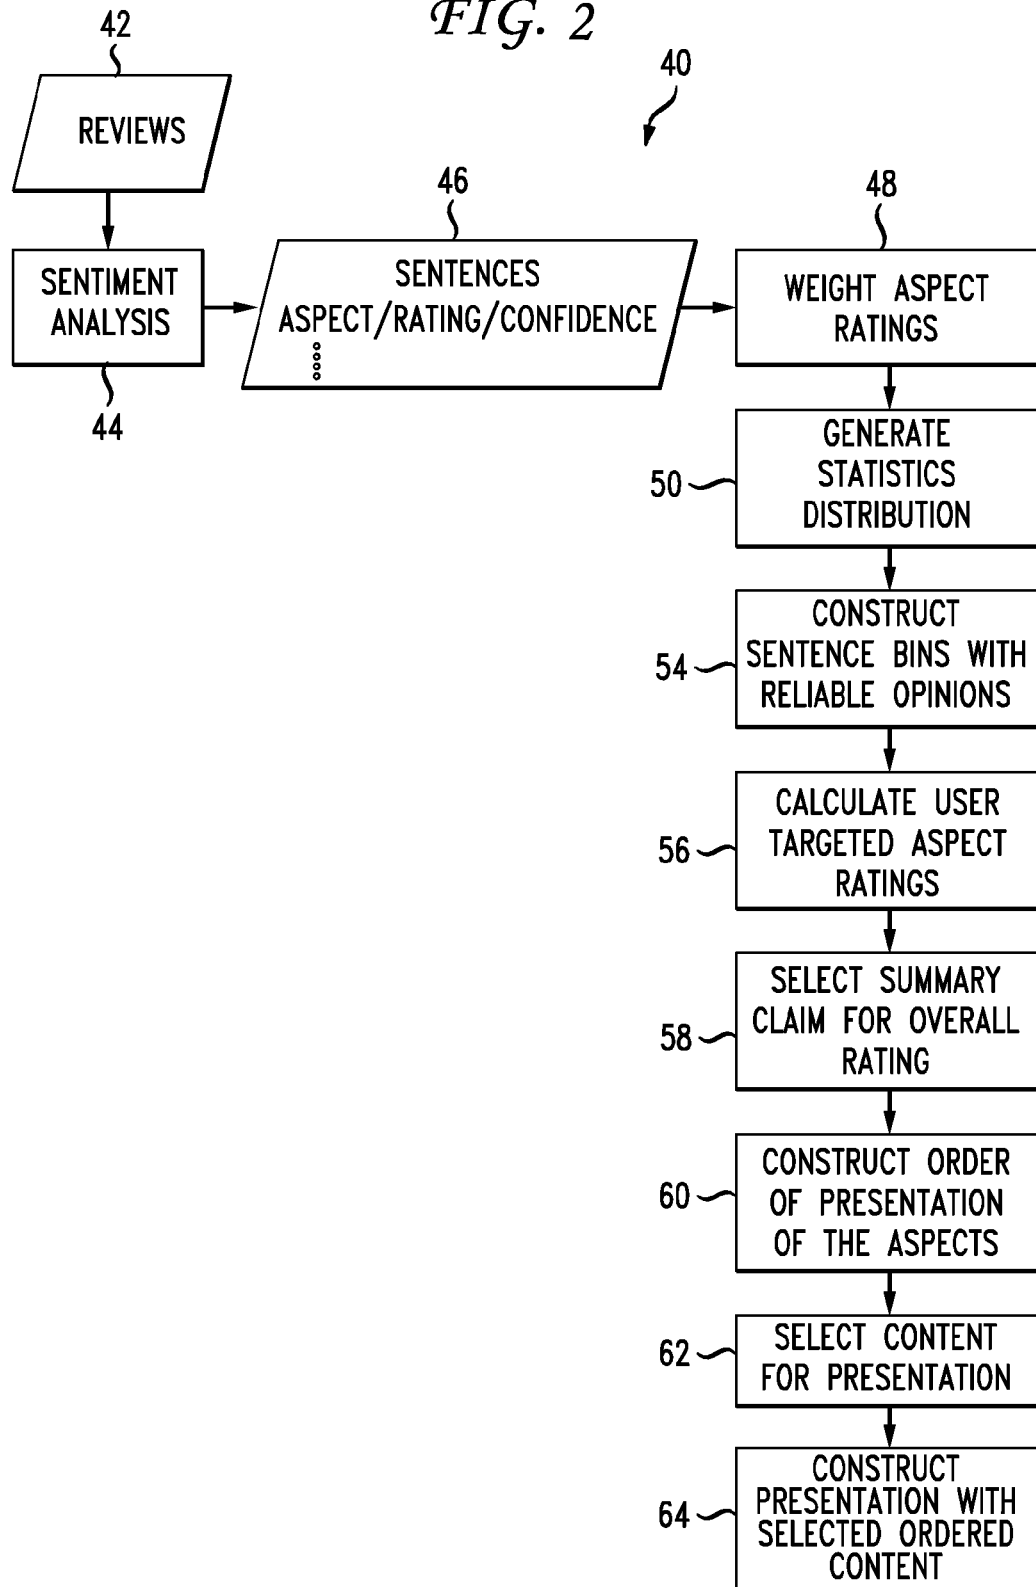 FIG. 2
42
40
REVIEWS
46
48
SENTIMENT
ANALYSIS
44
SENTENCES
ASPECT/RATING/CONFIDENCE
WEIGHT ASPECT
RATINGS
50
GENERATE
STATISTICS
DISTRIBUTION
54
CONSTRUCT
SENTENCE BINS WITH
RELIABLE OPINIONS
56
CALCULATE USER
TARGETED ASPECT
RATINGS
58
SELECT SUMMARY
CLAIM FOR OVERALL
RATING
60
CONSTRUCT ORDER
OF PRESENTATION
OF THE ASPECTS
62
SELECT CONTENT
FOR PRESENTATION
64
CONSTRUCT
PRESENTATION WITH
SELECTED ORDERED
CONTENT